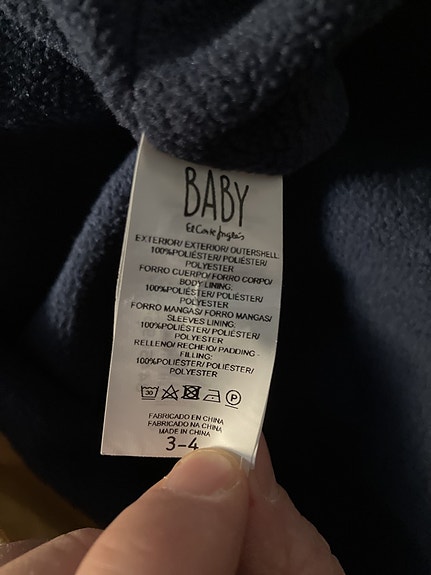 BABY
El Corte Inglés
EXTERIOR/ EXTERIOR/ OUTERSHELL:
100%POLIÉSTER/ POLIÉSTER/
POLYESTER
FORRO CUERPO/ FORRO CORPO/
BODY LINING:
100%POLIÉSTER/ POLIÉSTER/
POLYESTER
FORRO MANGAS/ FORRO MANGAS/
SLEEVES LINING:
100%POLIÉSTER/ POLIÉSTER/
POLYESTER
RELLENO/ RECHEIO/ PADDING -
FILLING:
100%POLIÉSTER/ POLIÉSTER/
POLYESTER
30 P
FABRICADO EN CHINA
FABRICADO NA CHINA
MADE IN CHINA
3-4